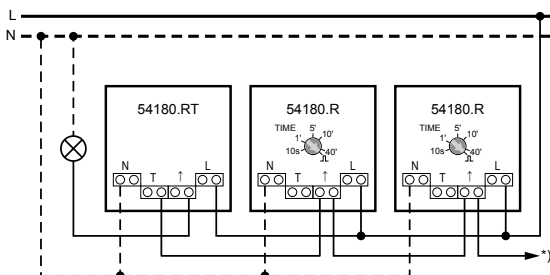 L
N
54180.RT
N T ↑ L
54180.R
TIME 5' 10'
1'
10s 40'
N T ↑ L
54180.R
TIME 5' 10'
1'
10s 40'
N T ↑ L
*)